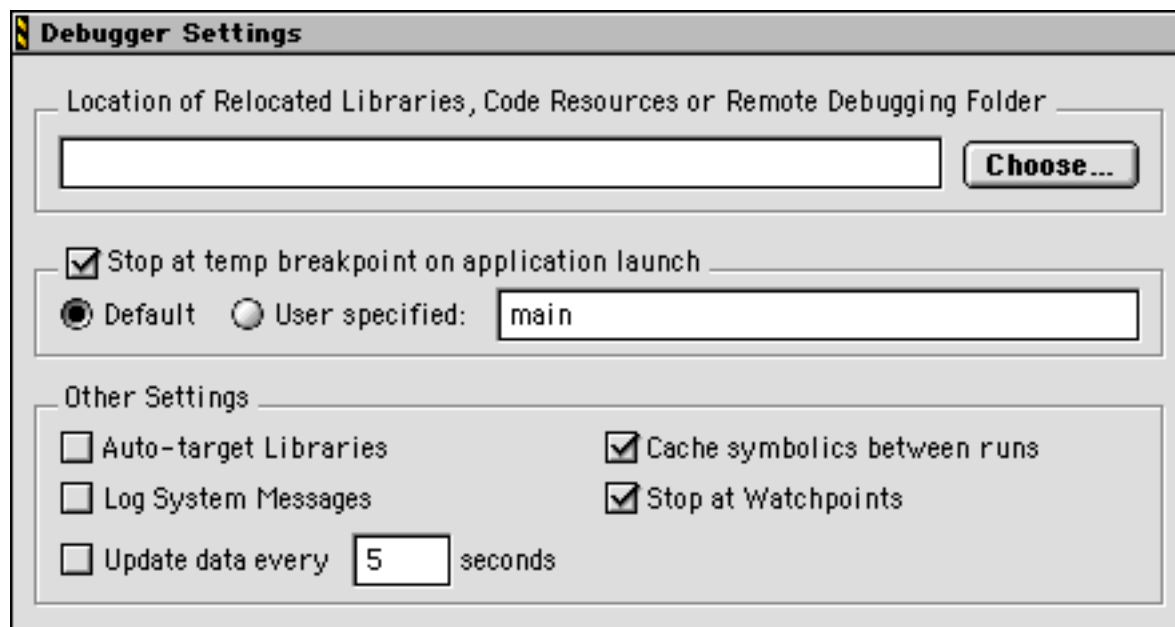 Debugger Settings
Location of Relocated Libraries, Code Resources or Remote Debugging Folder
Choose...
Stop at temp breakpoint on application launch
Default User specified: main
Other Settings
Auto-target Libraries Cache symbolics between runs
Log System Messages Stop at Watchpoints
Update data every 5 seconds